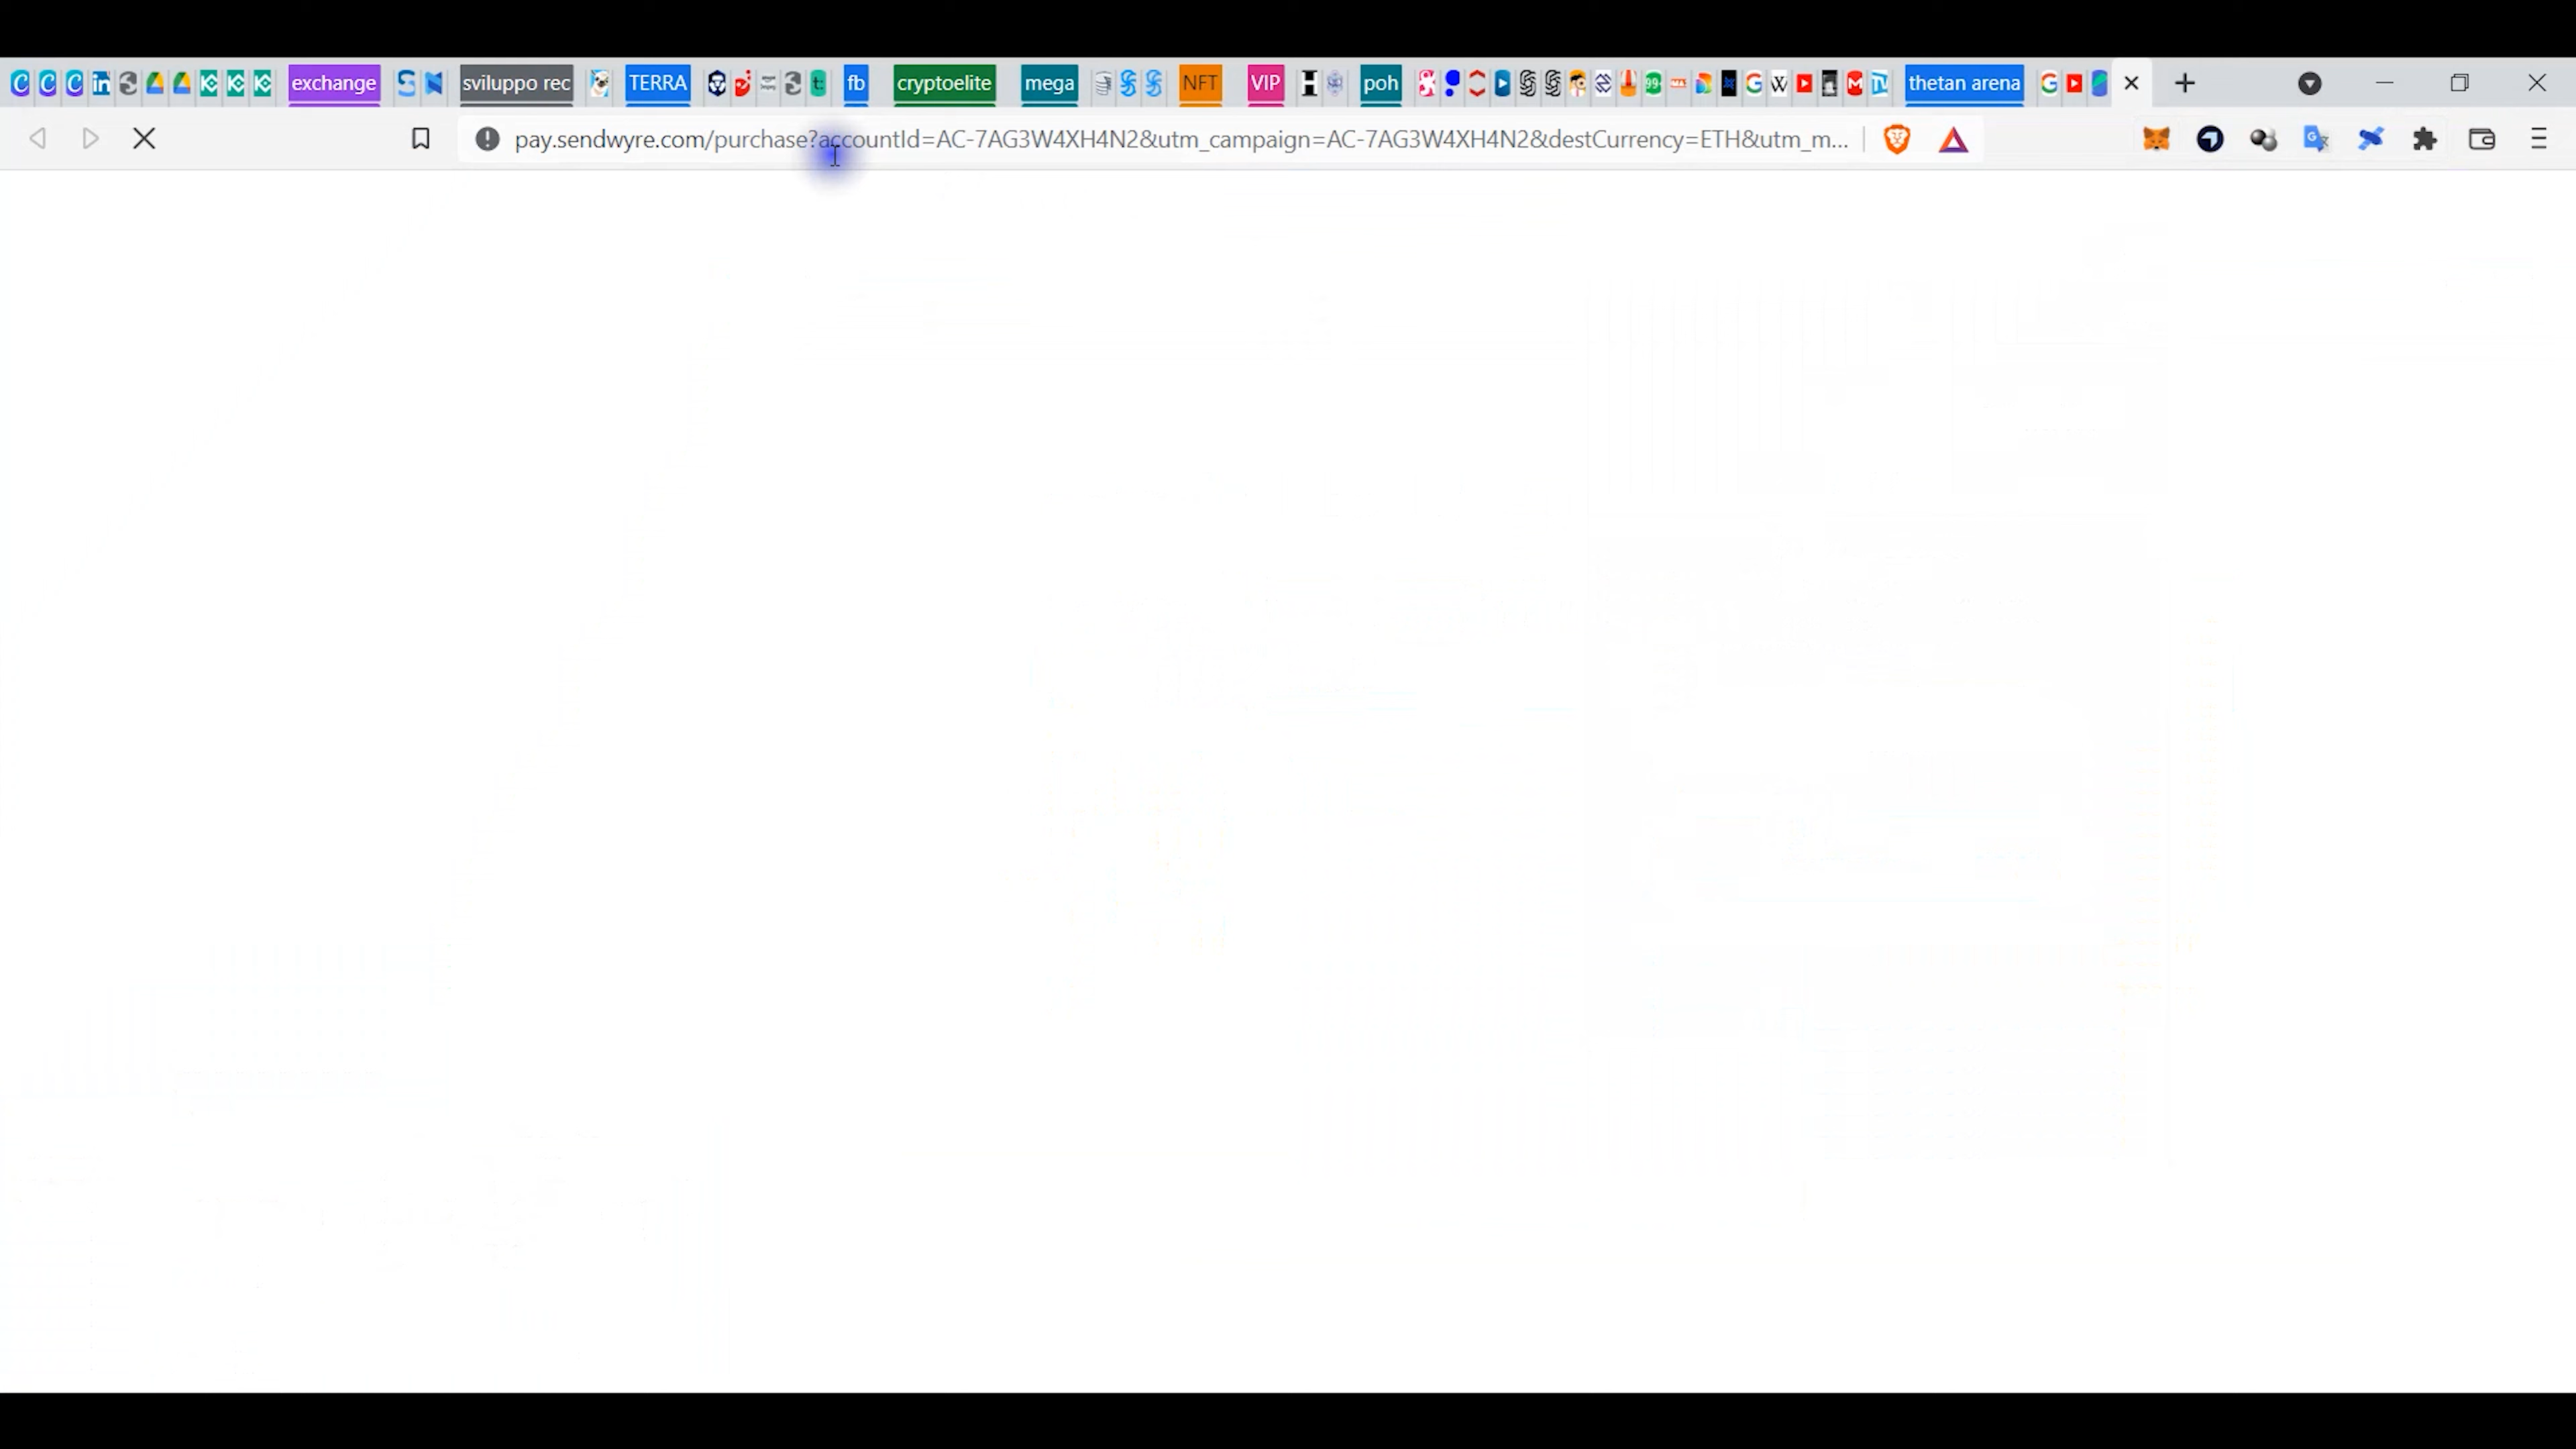 exchange sviluppo rec TERRA fb cryptoelite mega NFT VIP poh thetan arena
pay.sendwyre.com/purchase?accountId=AC-7AG3W4XH4N2&utm_campaign=AC-7AG3W4XH4N2&destCurrency=ETH&utm_m...